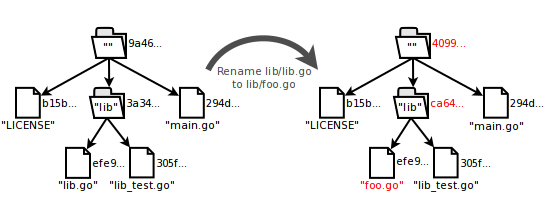 "" 9a46...
b15b... "lib" 3a34... 294d...
"LICENSE" "main.go"
efe9... 305f...
"lib.go" "lib_test.go"
Rename lib/lib.go
to lib/foo.go
"" 4099...
b15b... "lib" ca64... 294d...
"LICENSE" "main.go"
efe9... 305f...
"foo.go" "lib_test.go"